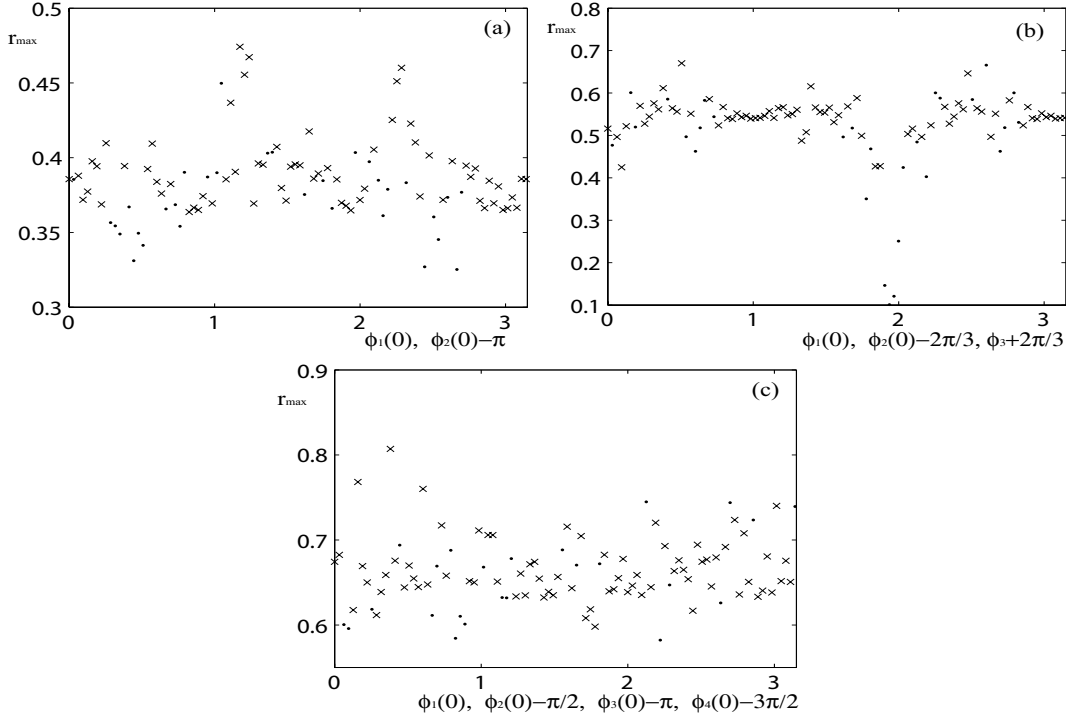 (a)
r_max
0.5
0.45
0.4
0.35
0.3
0 1 2 3
ϕ₁(0), ϕ₂(0)−π
(b)
r_max
0.8
0.7
0.6
0.5
0.4
0.3
0.2
0.1
0 1 2 3
ϕ₁(0), ϕ₂(0)−2π/3, ϕ₃+2π/3
(c)
r_max
0.9
0.8
0.7
0.6
0 1 2 3
ϕ₁(0), ϕ₂(0)−π/2, ϕ₃(0)−π, ϕ₄(0)−3π/2